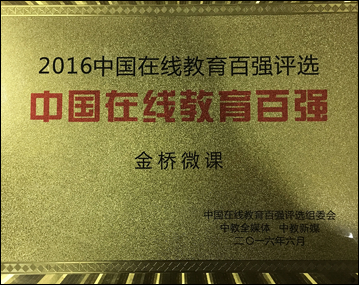 2016中国在线教育百强评选
中国在线教育百强
金桥微课
中国在线教育百强评选组委会
中教全媒体 中教新媒
二〇一六年六月